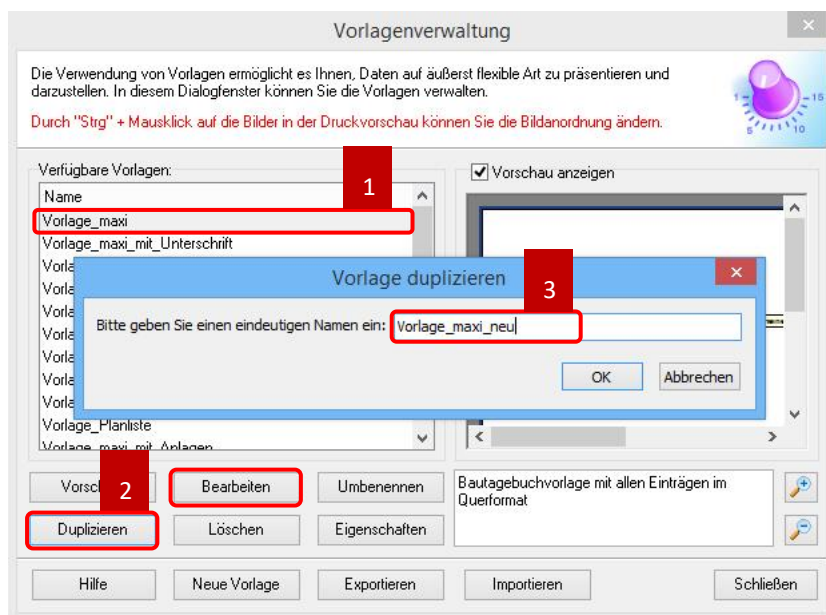 Vorlagenverwaltung
Die Verwendung von Vorlagen ermöglicht es Ihnen, Daten auf äußerst flexible Art zu präsentieren und
darzustellen. In diesem Dialogfenster können Sie die Vorlagen verwalten.
Durch "Strg" + Mausklick auf die Bilder in der Druckvorschau können Sie die Bildanordnung ändern.
1 5 10 15
Verfügbare Vorlagen:
1
Vorschau anzeigen
Name
Vorlage_maxi
Vorlage_maxi_mit_Unterschrift
Vorlage duplizieren
3
Bitte geben Sie einen eindeutigen Namen ein: Vorlage_maxi_neu
OK Abbrechen
Vorlage_Planliste
Vorlage_maxi_mit_Anlagen
2
Bearbeiten Umbenennen
Bautagebuchvorlage mit allen Einträgen im
Querformat
Duplizieren Löschen Eigenschaften
Hilfe Neue Vorlage Exportieren Importieren Schließen